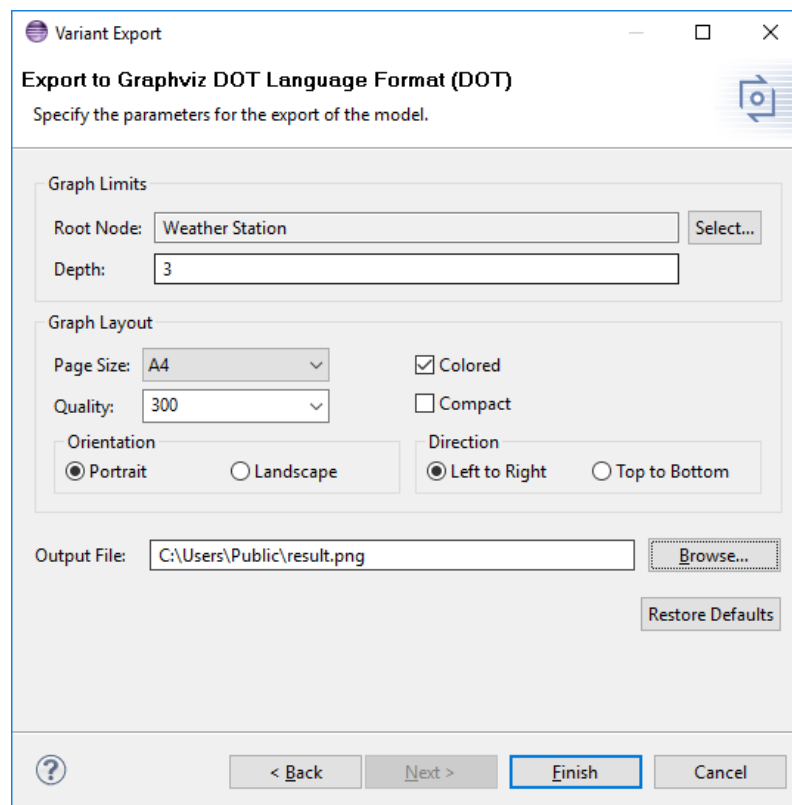 Variant Export
Export to Graphviz DOT Language Format (DOT)
Specify the parameters for the export of the model.
Graph Limits
Root Node: Weather Station Select...
Depth: 3
Graph Layout
Page Size: A4 Colored
Quality: 300 Compact
Orientation Direction
Portrait Landscape Left to Right Top to Bottom
Output File: C:\Users\Public\result.png Browse...
Restore Defaults
? < Back Next > Finish Cancel